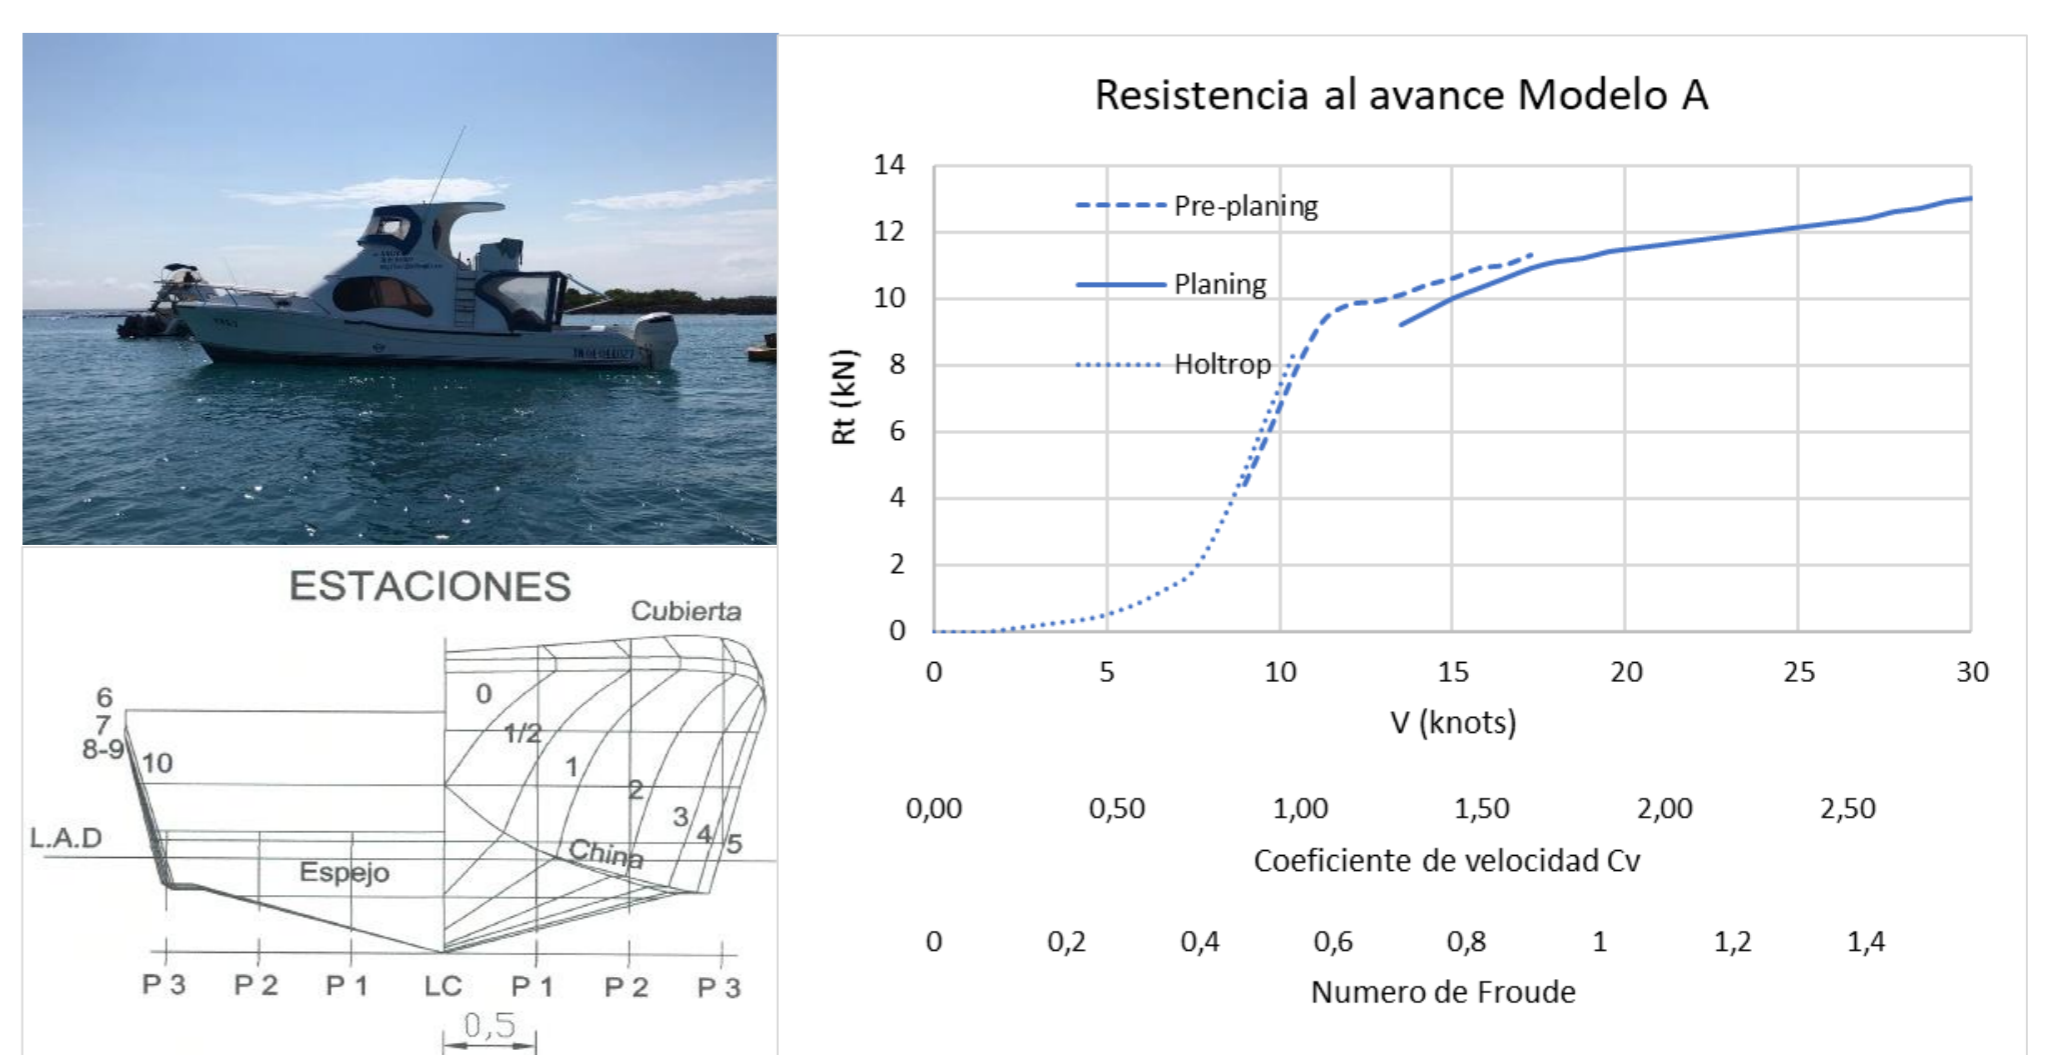 Resistencia al avance Modelo A
14
12
10
8
6
4
2
0
Rt (kN)
Pre-planing
Planing
Holtrop
0 5 10 15 20 25 30
V (knots)
0,00 0,50 1,00 1,50 2,00 2,50
Coeficiente de velocidad Cv
0 0,2 0,4 0,6 0,8 1 1,2 1,4
Numero de Froude
ESTACIONES
Cubierta
6
7
8-9
10
0
1/2
1
2
3
4
5
L.A.D
Espejo
China
P 3 P 2 P 1 LC P 1 P 2 P 3
0,5